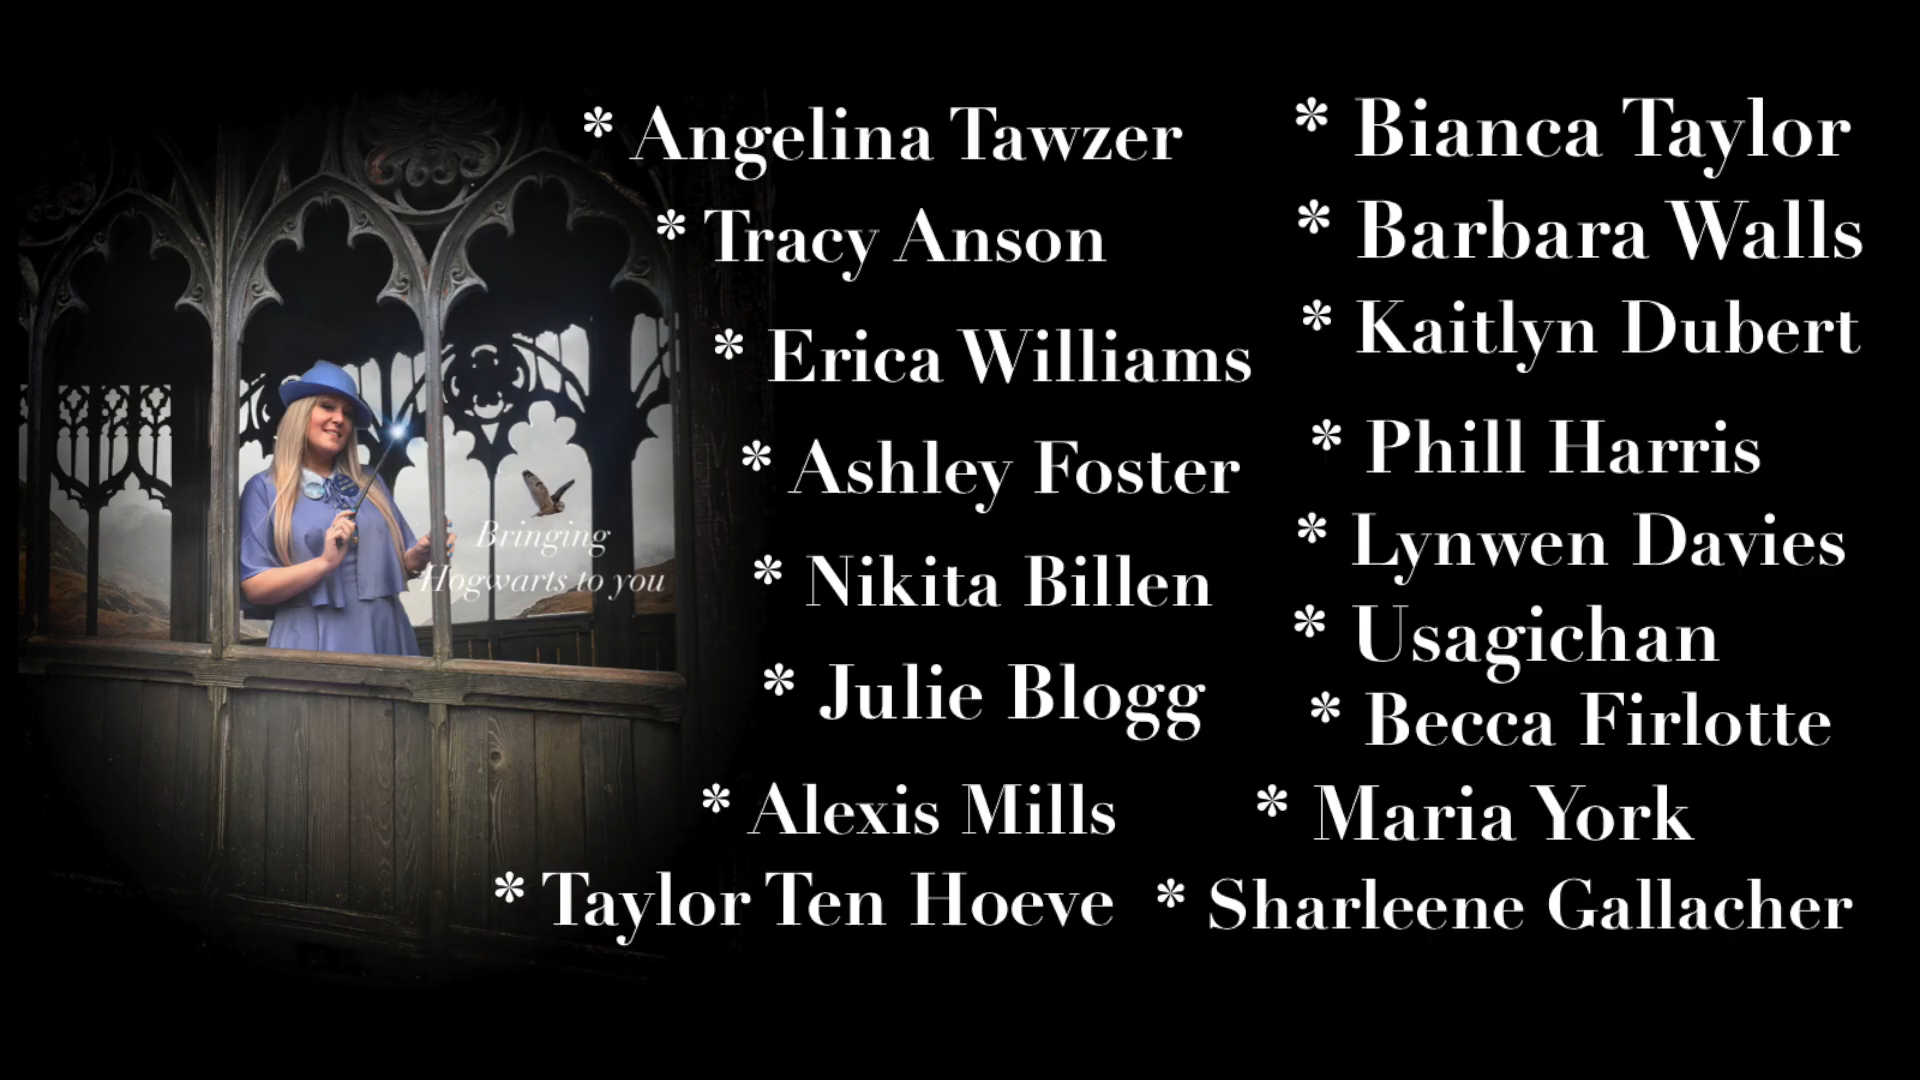 * Angelina Tawzer
* Tracy Anson
* Erica Williams
* Ashley Foster
* Nikita Billen
* Julie Blogg
* Alexis Mills
* Taylor Ten Hoeve
* Bianca Taylor
* Barbara Walls
* Kaitlyn Dubert
* Phill Harris
* Lynwen Davies
* Usagichan
* Becca Firlotte
* Maria York
* Sharleene Gallacher
Bringing
Hogwarts to you